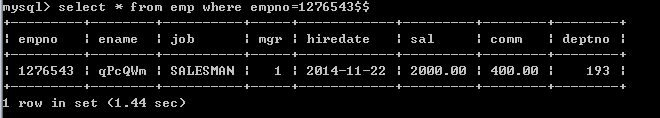 mysql> select * from emp where empno=1276543$$
+---------+--------+----------+-----+------------+---------+--------+--------+
| empno | ename | job | mgr | hiredate | sal | comm | deptno |
+---------+--------+----------+-----+------------+---------+--------+--------+
| 1276543 | qPcQWm | SALESMAN | 1 | 2014-11-22 | 2000.00 | 400.00 | 193 |
+---------+--------+----------+-----+------------+---------+--------+--------+
1 row in set (1.44 sec)